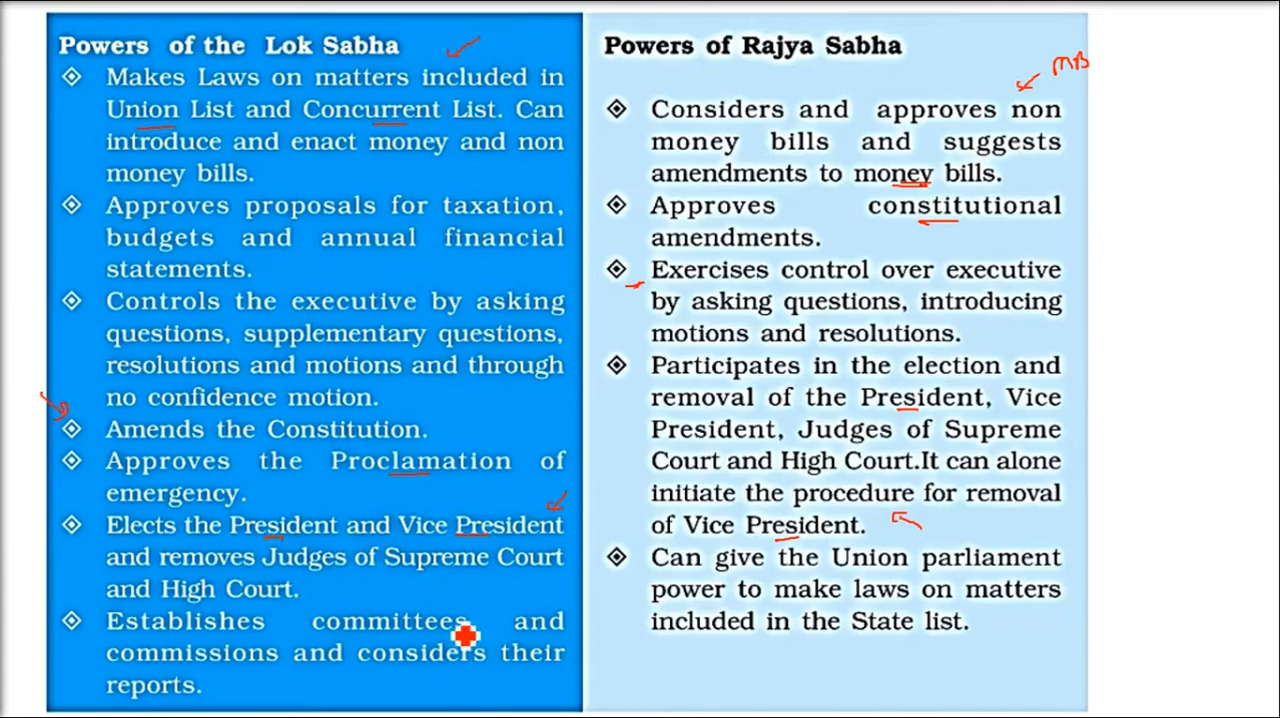 Powers of the Lok Sabha
Makes Laws on matters included in
Union List and Concurrent List. Can
introduce and enact money and non
money bills.
Approves proposals for taxation,
budgets and annual financial
statements.
Controls the executive by asking
questions, supplementary questions,
resolutions and motions and through
no confidence motion.
Amends the Constitution.
Approves the Proclamation of
emergency.
Elects the President and Vice President
and removes Judges of Supreme Court
and High Court.
Establishes committees and
commissions and considers their
reports.
Powers of Rajya Sabha
MB
Considers and approves non
money bills and suggests
amendments to money bills.
Approves constitutional
amendments.
Exercises control over executive
by asking questions, introducing
motions and resolutions.
Participates in the election and
removal of the President, Vice
President, Judges of Supreme
Court and High Court.It can alone
initiate the procedure for removal
of Vice President.
Can give the Union parliament
power to make laws on matters
included in the State list.